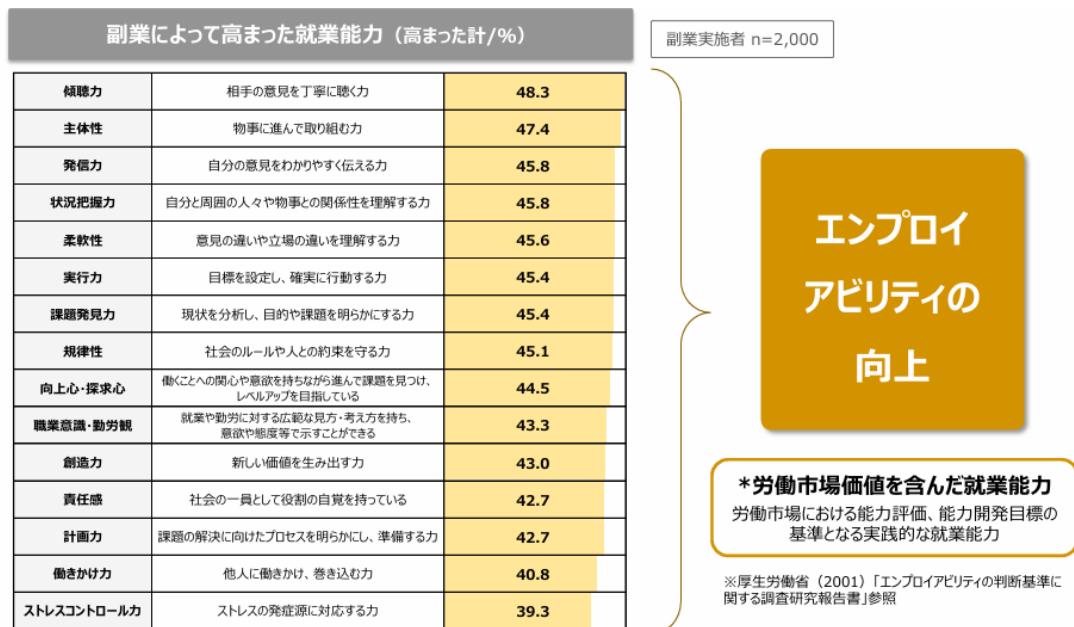 副業によって高まった就業能力（高まった計/%）
副業実施者 n=2,000
傾聴力 相手の意見を丁寧に聴く力 48.3
主体性 物事に進んで取り組む力 47.4
発信力 自分の意見をわかりやすく伝える力 45.8
状況把握力 自分と周囲の人々や物事との関係性を理解する力 45.8
柔軟性 意見の違いや立場の違いを理解する力 45.6
実行力 目標を設定し、確実に行動する力 45.4
課題発見力 現状を分析し、目的や課題を明らかにする力 45.4
規律性 社会のルールや人との約束を守る力 45.1
向上心・探求心 働くことへの関心や意欲を持ちながら進んで課題を見つけ、
レベルアップを目指している 44.5
職業意識・勤労観 就業や勤労に対する広範な見方・考え方を持ち、
意欲や態度等で示すことができる 43.3
創造力 新しい価値を生み出す力 43.0
責任感 社会の一員として役割の自覚を持っている 42.7
計画力 課題の解決に向けたプロセスを明らかにし、準備する力 42.7
働きかけ力 他人に働きかけ、巻き込む力 40.8
ストレスコントロール力 ストレスの発症源に対応する力 39.3
エンプロイ
アビリティの
向上
*労働市場価値を含んだ就業能力
労働市場における能力評価、能力開発目標の
基準となる実践的な就業能力
※厚生労働省（2001）「エンプロイアビリティの判断基準に
関する調査研究報告書」参照